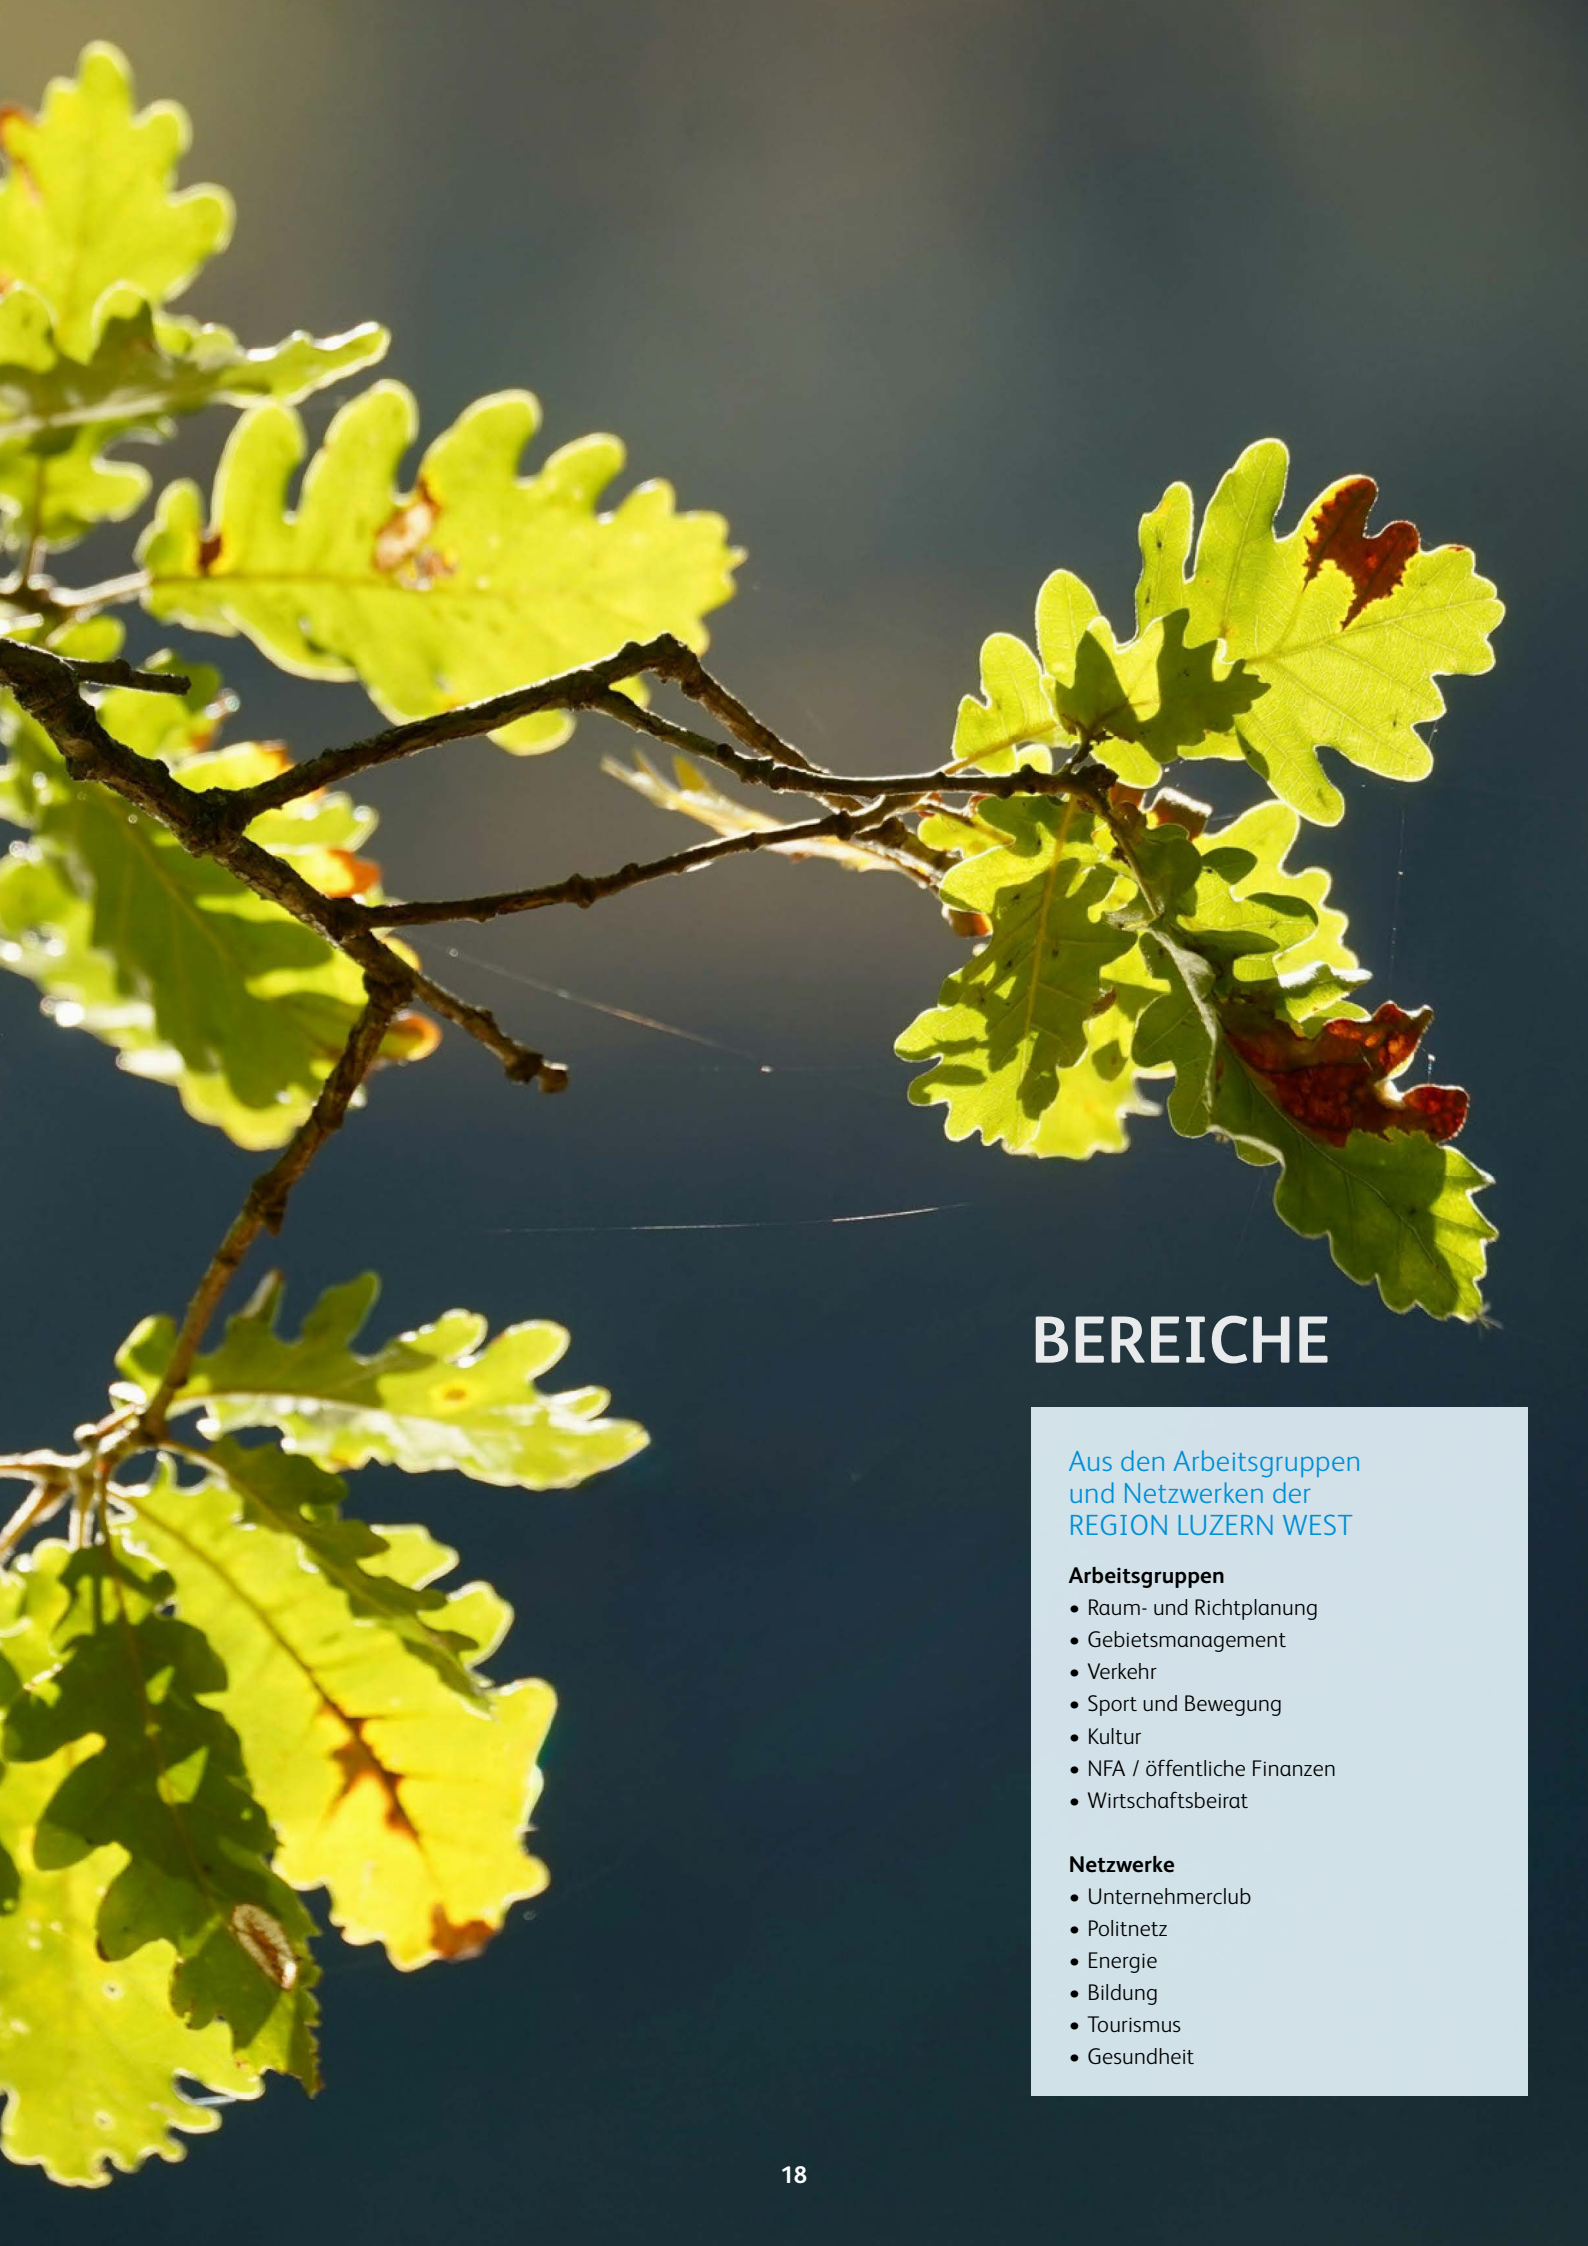 BEREICHE
Aus den Arbeitsgruppen
und Netzwerken der
REGION LUZERN WEST
Arbeitsgruppen
• Raum- und Richtplanung
• Gebietsmanagement
• Verkehr
• Sport und Bewegung
• Kultur
• NFA / öffentliche Finanzen
• Wirtschaftsbeirat
Netzwerke
• Unternehmerclub
• Politnetz
• Energie
• Bildung
• Tourismus
• Gesundheit
18